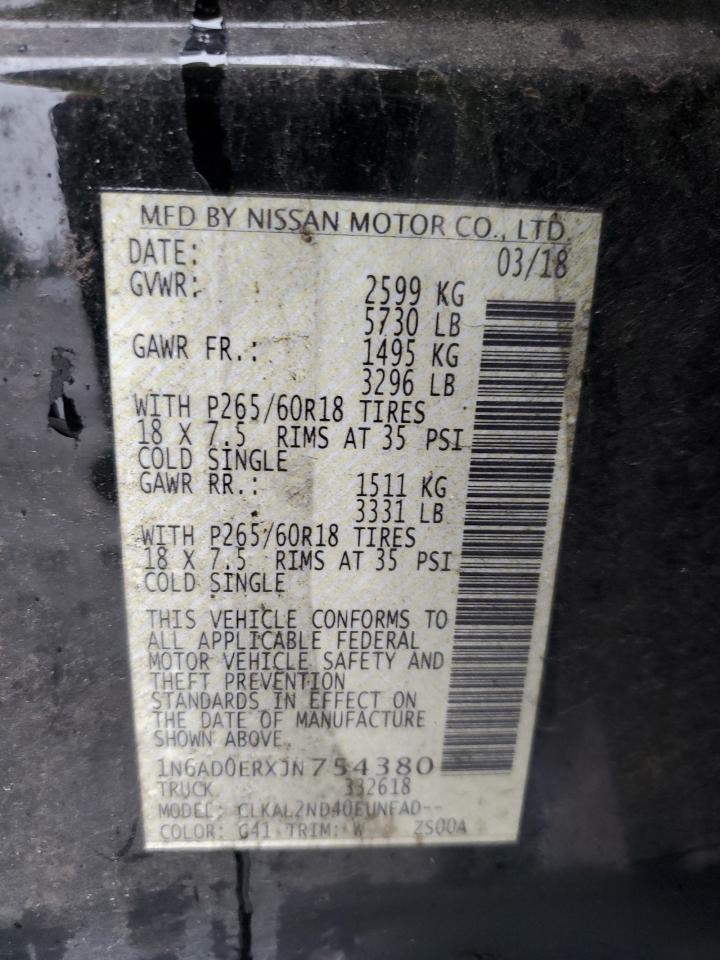 MFD BY NISSAN MOTOR CO., LTD.
DATE: 03/18
GVWR: 2599 KG
5730 LB
GAWR FR.: 1495 KG
3296 LB
WITH P265/60R18 TIRES
18 X 7.5 RIMS AT 35 PSI
COLD SINGLE
GAWR RR.: 1511 KG
3331 LB
WITH P265/60R18 TIRES
18 X 7.5 RIMS AT 35 PSI
COLD SINGLE
THIS VEHICLE CONFORMS TO
ALL APPLICABLE FEDERAL
MOTOR VEHICLE SAFETY AND
THEFT PREVENTION
STANDARDS IN EFFECT ON
THE DATE OF MANUFACTURE
SHOWN ABOVE.
1N6AD0ERXJN754380
TRUCK 332618
MODEL: CLKAL2ND40EUNFAD--
COLOR: G41 TRIM: W ZS00A